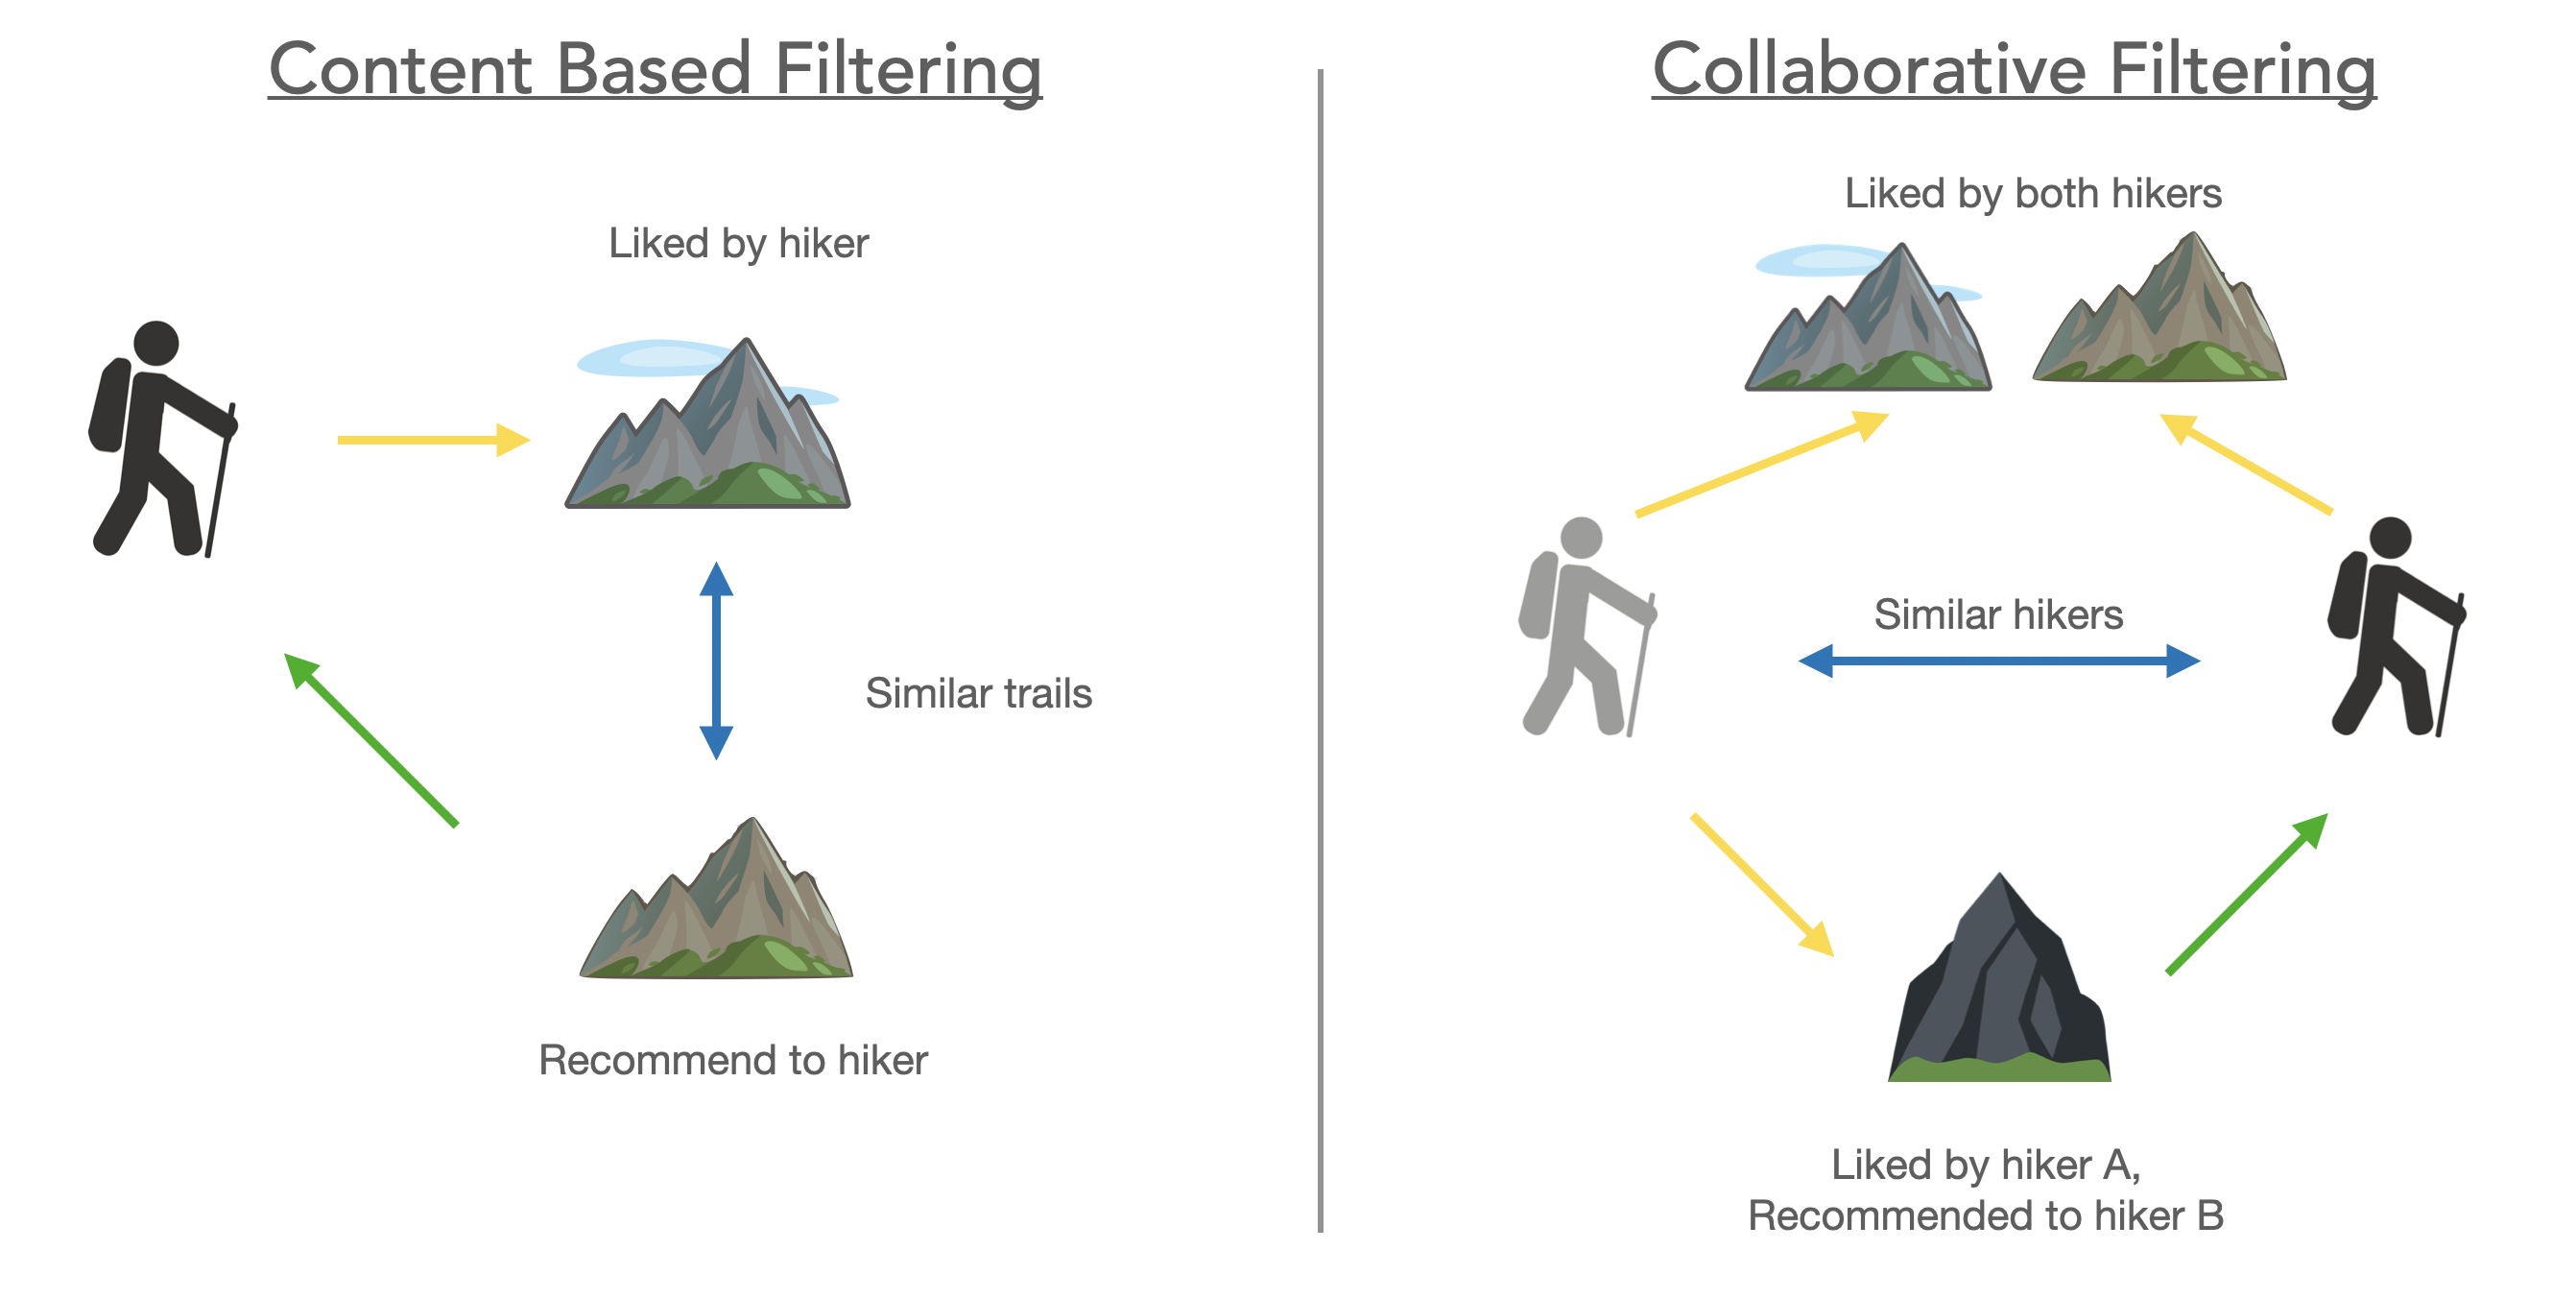 Content Based Filtering
Liked by hiker
Similar trails
Recommend to hiker
Collaborative Filtering
Liked by both hikers
Similar hikers
Liked by hiker A,
Recommended to hiker B